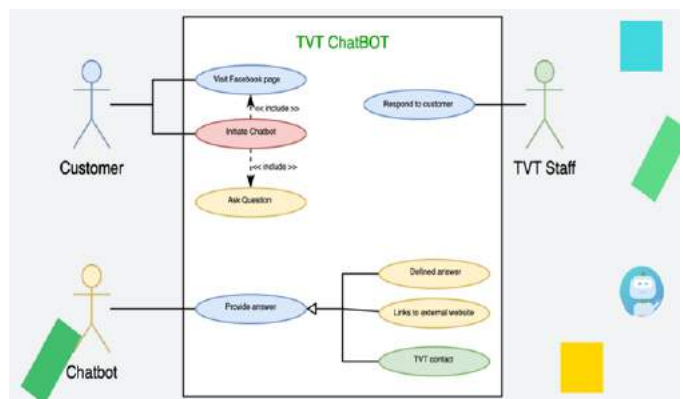 TVT ChatBOT
Visit Facebook page
<< include >>
Respond to customer
Initiate Chatbot
Customer
TVT Staff
<< include >>
Ask Question
Defined answer
Provide answer
Links to external website
Chatbot
TVT contact